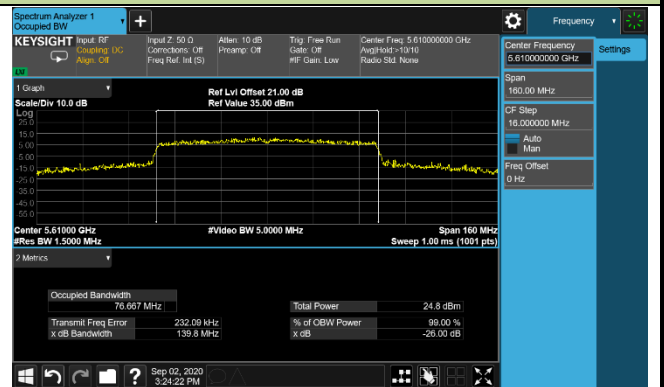 Spectrum Analyzer 1
Occupied BW
Frequency
KEYSIGHT
Input: RF
Coupling: DC
Align: Off
Input Z: 50 Ω
Corrections: Off
Freq Ref: Int (S)
Atten: 10 dB
Preamp: Off
Trig: Free Run
Gate: Off
#IF Gain: Low
Center Freq: 5.610000000 GHz
Avg|Hold:>10/10
Radio Std: None
Center Frequency
5.610000000 GHz
Settings
Span
160.00 MHz
CF Step
16.000000 MHz
Auto
Man
Freq Offset
0 Hz
1 Graph
Scale/Div 10.0 dB
Ref Lvl Offset 21.00 dB
Ref Value 35.00 dBm
Log
25.0
15.0
5.00
-5.00
-15.0
-25.0
-35.0
-45.0
-55.0
Center 5.61000 GHz
#Res BW 1.5000 MHz
#Video BW 5.0000 MHz
Span 160 MHz
Sweep 1.00 ms (1001 pts)
2 Metrics
Occupied Bandwidth
76.667 MHz
Total Power
24.8 dBm
Transmit Freq Error
232.09 kHz
% of OBW Power
99.00 %
x dB Bandwidth
139.8 MHz
x dB
-26.00 dB
?
Sep 02, 2020
3:24:22 PM